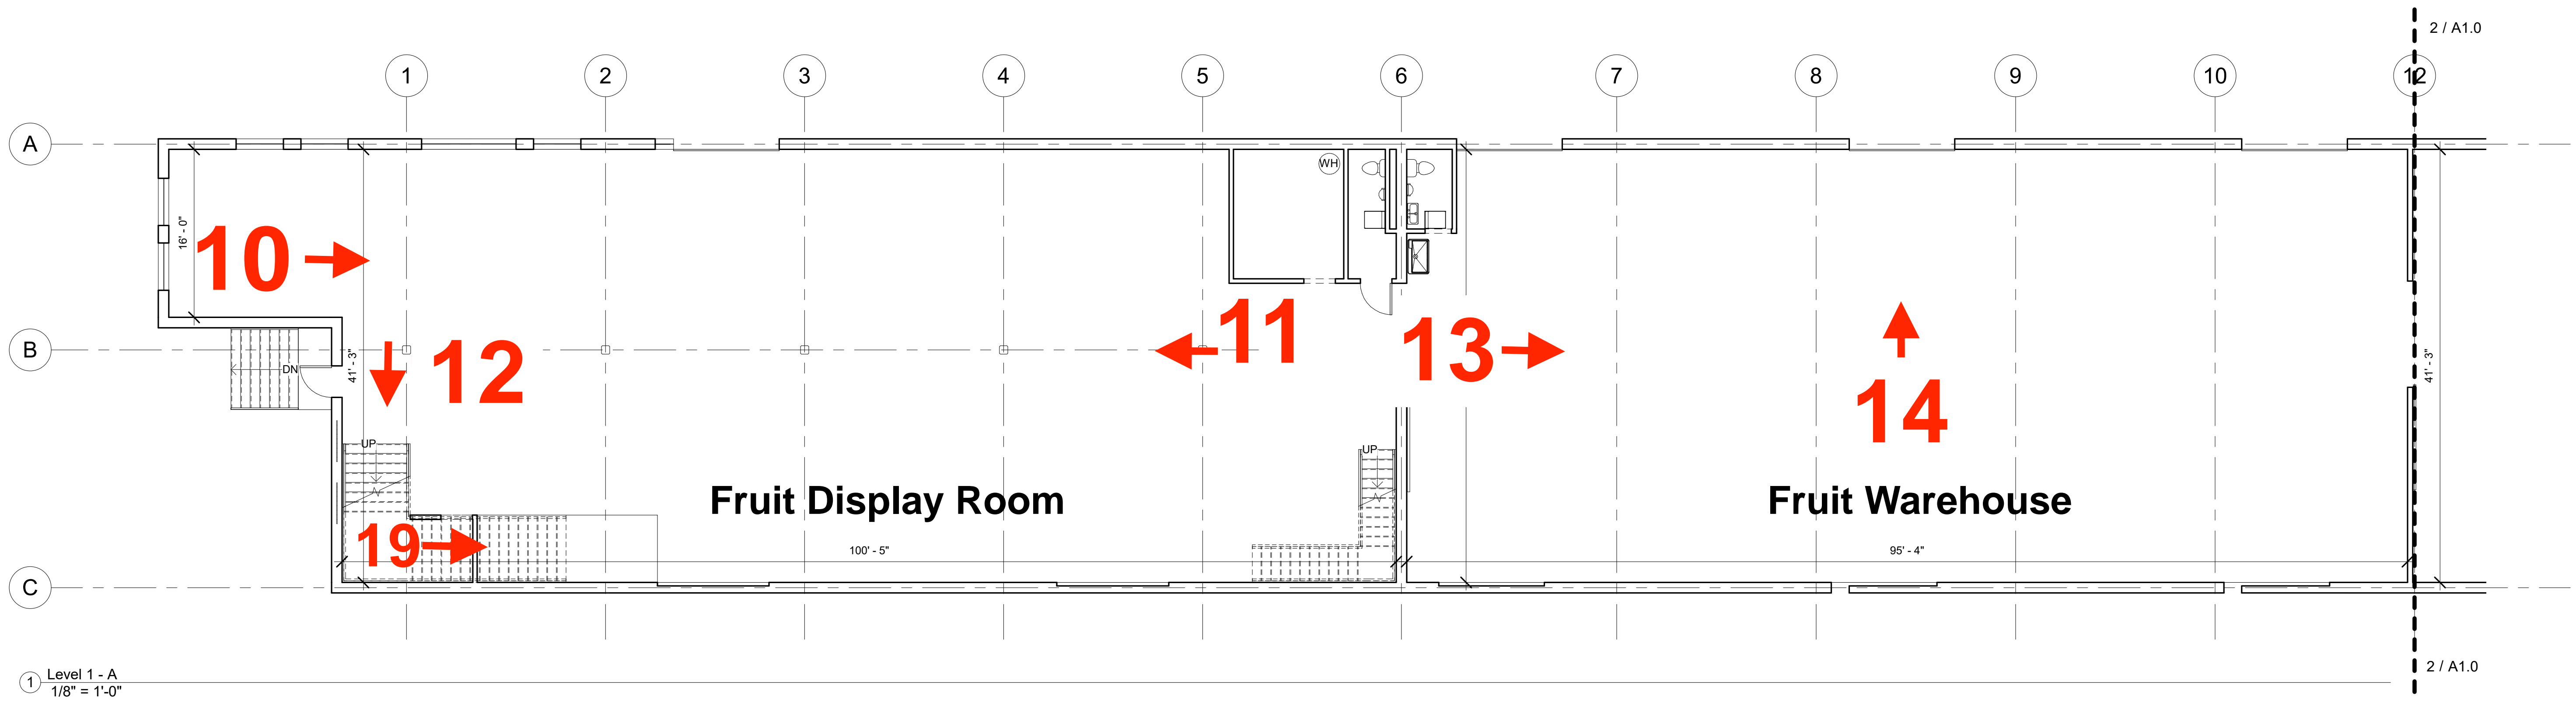 2 / A1.0
1 2 3 4 5 6 7 8 9 10 12
A
WH
16' - 0"
10
11
12
13
14
B
DN
41' - 3"
41' - 3"
UP
UP
Fruit Display Room
Fruit Warehouse
19
100' - 5"
95' - 4"
C
1 Level 1 - A
1/8" = 1'-0"
2 / A1.0